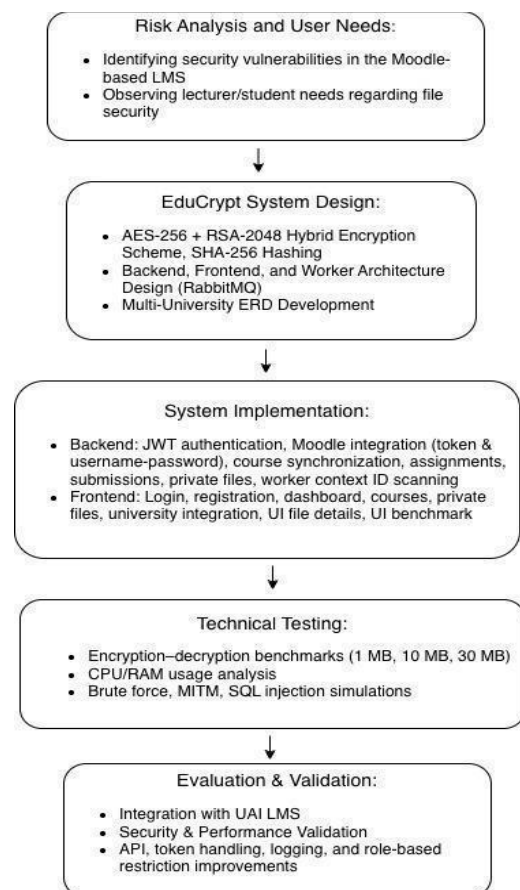 Risk Analysis and User Needs:
• Identifying security vulnerabilities in the Moodle-
based LMS
• Observing lecturer/student needs regarding file
security
EduCrypt System Design:
• AES-256 + RSA-2048 Hybrid Encryption
Scheme, SHA-256 Hashing
• Backend, Frontend, and Worker Architecture
Design (RabbitMQ)
• Multi-University ERD Development
System Implementation:
• Backend: JWT authentication, Moodle integration (token &
username-password), course synchronization, assignments,
submissions, private files, worker context ID scanning
• Frontend: Login, registration, dashboard, courses, private
files, university integration, UI file details, UI benchmark
Technical Testing:
• Encryption–decryption benchmarks (1 MB, 10 MB, 30 MB)
• CPU/RAM usage analysis
• Brute force, MITM, SQL injection simulations
Evaluation & Validation:
• Integration with UAI LMS
• Security & Performance Validation
• API, token handling, logging, and role-based
restriction improvements